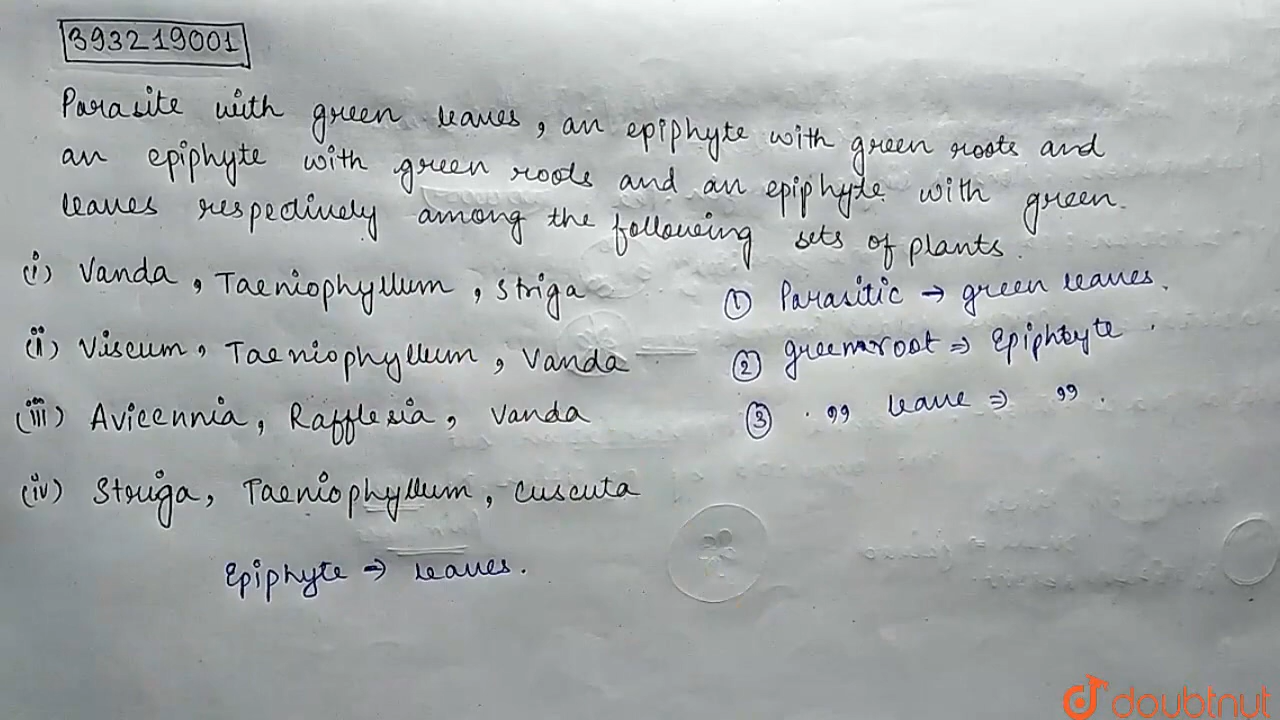 393219001
Parasite with green leaves, an epiphyte with green roots and
an epiphyte with green roots and an epiphyte with green
leaves respectively among the following sets of plants.
(i) Vanda, Taeniophyllum, Striga
(ii) Viscum, Taeniophyllum, Vanda
(iii) Avicennia, Rafflesia, Vanda
(iv) Striga, Taeniophyllum, Cuscuta
Epiphyte ⇒ leaves.
① Parasitic → green leaves.
② green root ⇒ Epiphtyte.
③ " leave ⇒ ".
doubtnut